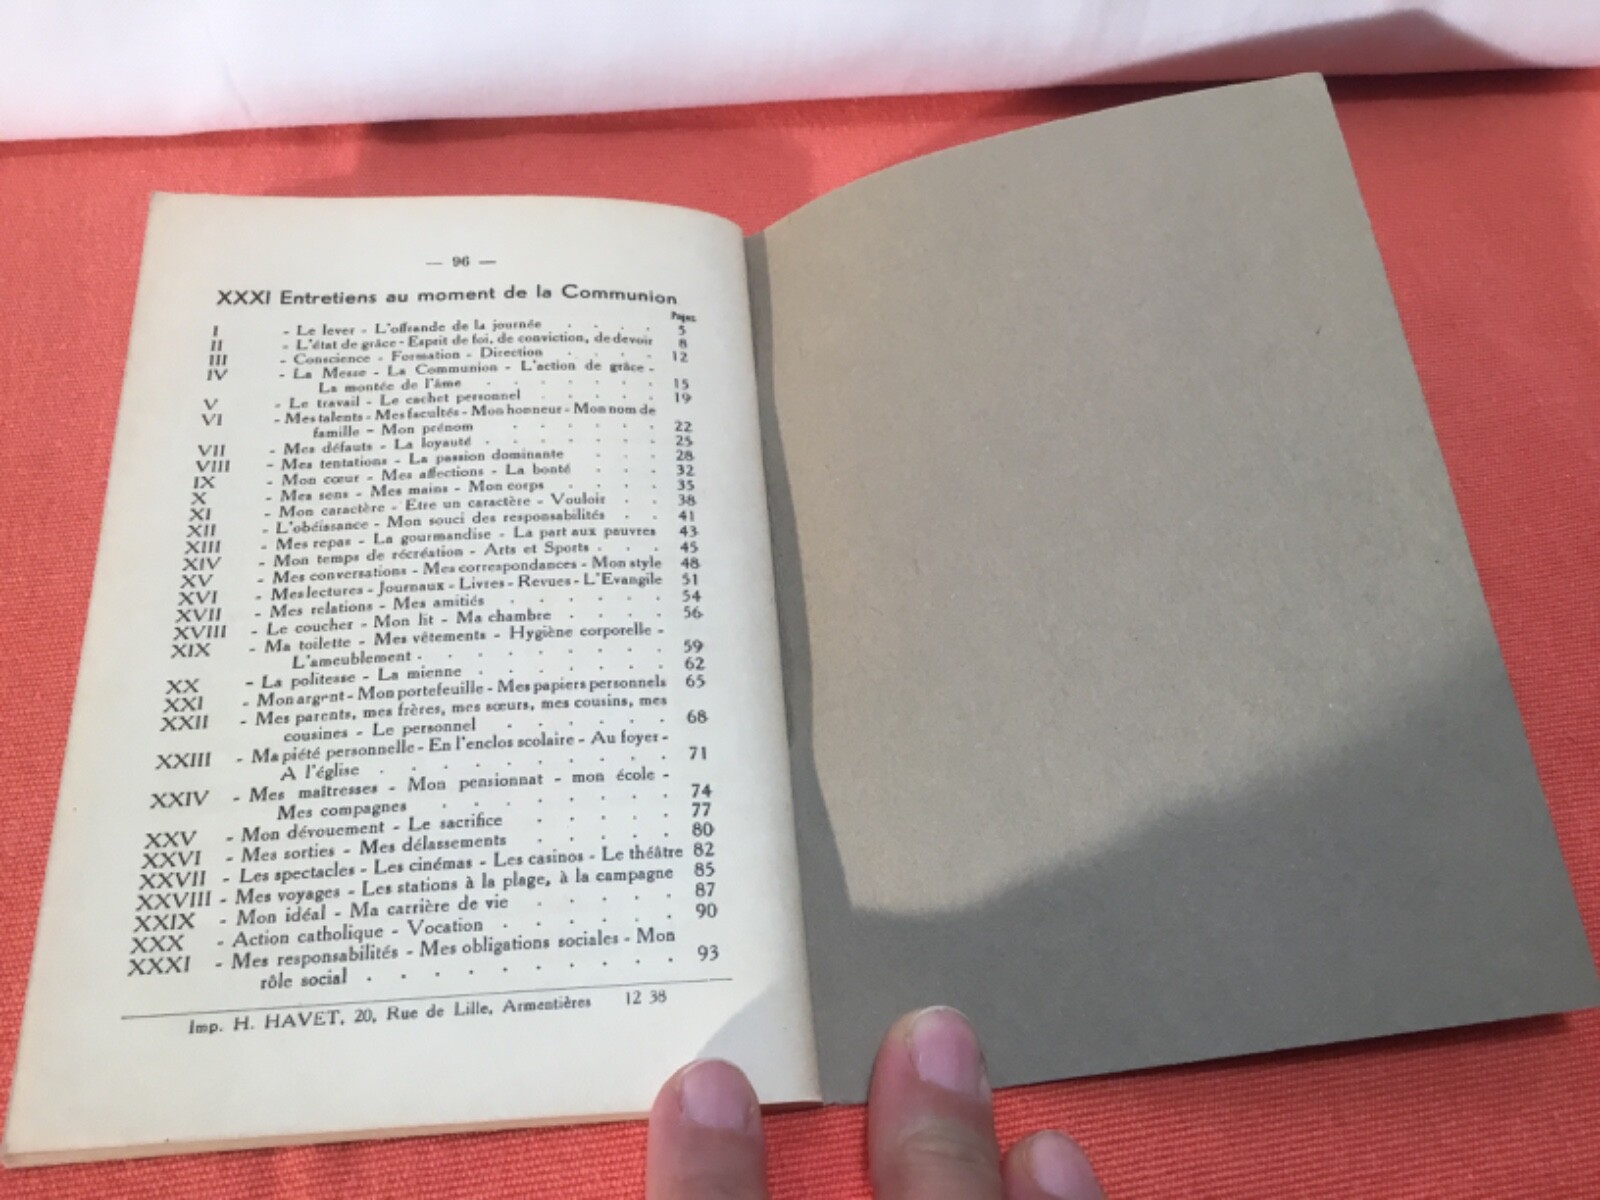 — 96 —
XXXI Entretiens au moment de la Communion
Pages
I - Le lever - L'offrande de la journée . . . . 5
II - L'état de grâce - Esprit de foi, de conviction, de devoir 8
III - Conscience - Formation - Direction . . . . 12
IV - La Messe - La Communion - L'action de grâce -
La montée de l'âme . . . . . . 15
V - Le travail - Le cachet personnel . . . . . 19
VI - Mes talents - Mes facultés - Mon honneur - Mon nom de
famille - Mon prénom . . . . . . 22
VII - Mes défauts - La loyauté . . . . . . 25
VIII - Mes tentations - La passion dominante . . . 28
IX - Mon cœur - Mes affections - La bonté . . . 32
X - Mes sens - Mes mains - Mon corps . . . . 35
XI - Mon caractère - Etre un caractère - Vouloir . . 38
XII - L'obéissance - Mon souci des responsabilités . . 41
XIII - Mes repas - La gourmandise - La part aux pauvres 43
XIV - Mon temps de récréation - Arts et Sports . . . 45
XV - Mes conversations - Mes correspondances - Mon style 48
XVI - Mes lectures - Journaux - Livres - Revues - L'Evangile 51
XVII - Mes relations - Mes amitiés . . . . . . 54
XVIII - Le coucher - Mon lit - Ma chambre . . . . 56
XIX - Ma toilette - Mes vêtements - Hygiène corporelle -
L'ameublement . . . . . . . . 59
XX - La politesse - La mienne . . . . . . 62
XXI - Mon argent - Mon portefeuille - Mes papiers personnels 65
XXII - Mes parents, mes frères, mes sœurs, mes cousins, mes
cousines - Le personnel . . . . . . 68
XXIII - Ma piété personnelle - En l'enclos scolaire - Au foyer -
A l'église . . . . . . . . . 71
XXIV - Mes maîtresses - Mon pensionnat - mon école -
Mes compagnes . . . . . . . 74
XXV - Mon dévouement - Le sacrifice . . . . . 77
XXVI - Mes sorties - Mes délassements . . . . . 80
XXVII - Les spectacles - Les cinémas - Les casinos - Le théâtre 82
XXVIII - Mes voyages - Les stations à la plage, à la campagne 85
XXIX - Mon idéal - Ma carrière de vie . . . . . 87
XXX - Action catholique - Vocation . . . . . . 90
XXXI - Mes responsabilités - Mes obligations sociales - Mon
rôle social . . . . . . . . . 93
Imp. H. HAVET, 20, Rue de Lille, Armentières 12 38